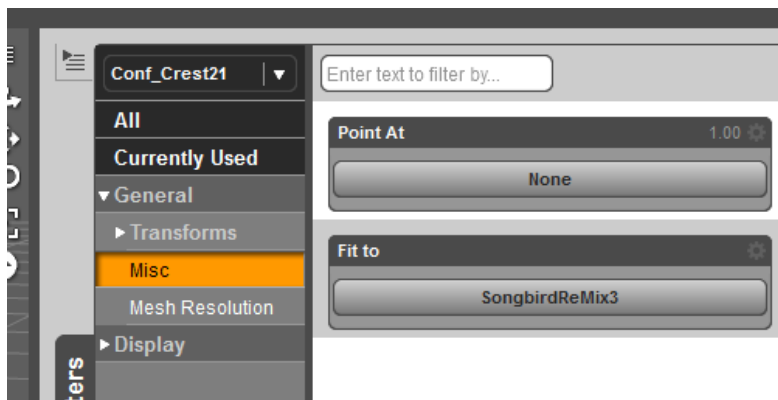 Conf_Crest21
Enter text to filter by...
All
Currently Used
General
Transforms
Misc
Mesh Resolution
Display
Point At 1.00
None
Fit to
SongbirdReMix3
ters